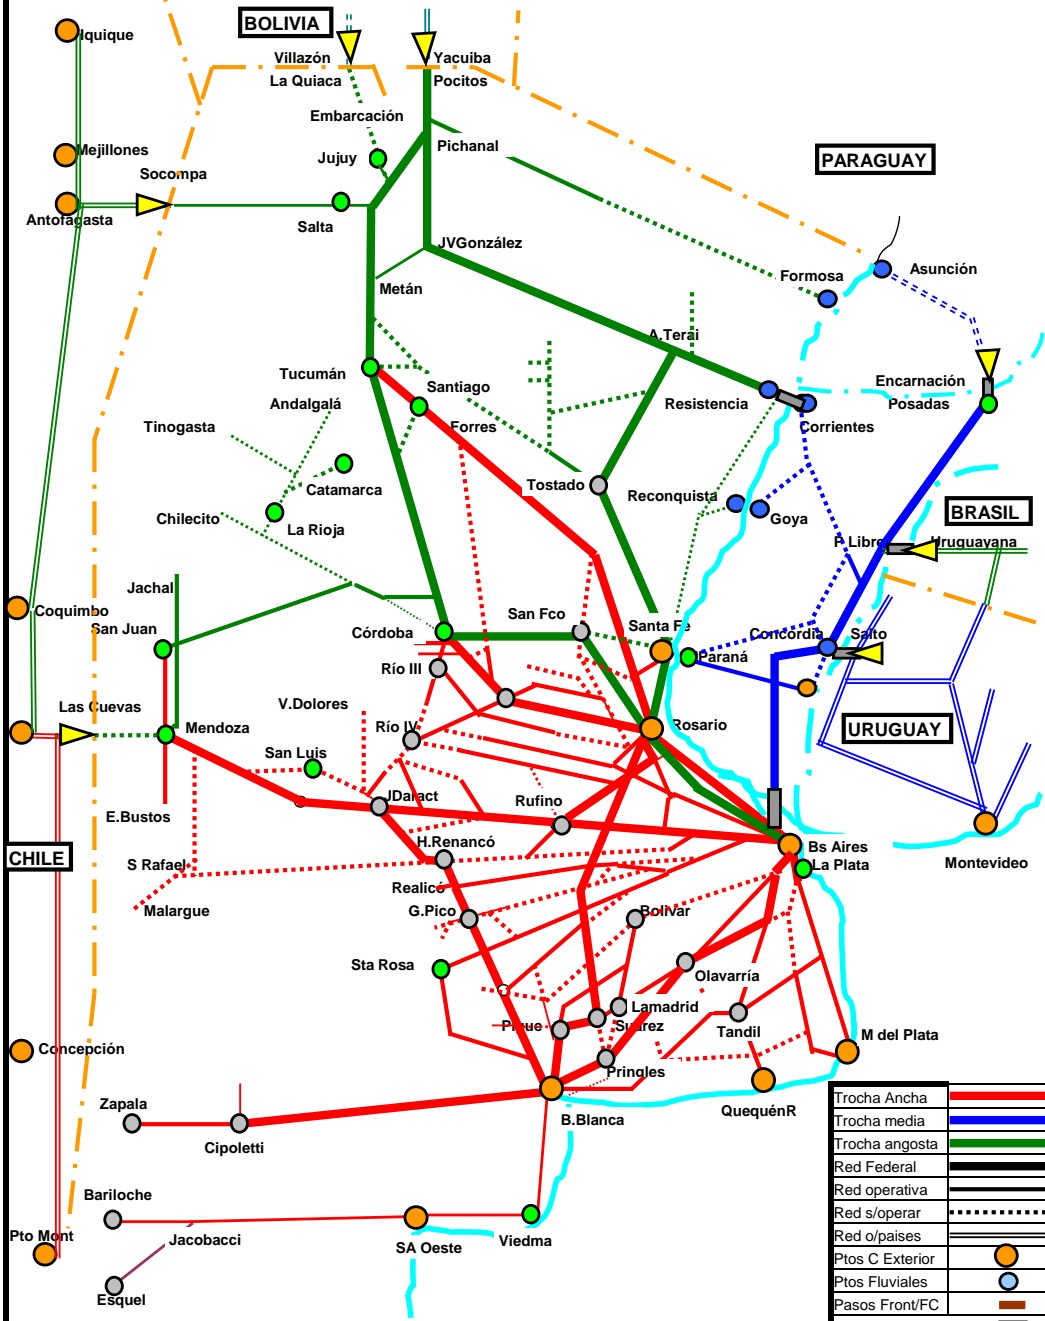 BOLIVIA
Iquique
Villazón
Yacuiba
La Quiaca
Pocitos
Embarcación
Mejillones
Jujuy
Pichanal
PARAGUAY
Socompa
Antofagasta
Salta
JVGonzález
Formosa
Asunción
Metán
A.Terai
Tucumán
Santiago
Encarnación
Andalgalá
Resistencia
Posadas
Tinogasta
Forres
Corrientes
Catamarca
Tostado
Reconquista
Chilecito
La Rioja
Goya
BRASIL
P Libre
Uruguayana
Jachal
Coquimbo
San Fco
Santa Fe
San Juan
Córdoba
Concordia
Salto
Río III
Paraná
Las Cuevas
V.Dolores
Mendoza
Río IV
Rosario
URUGUAY
San Luis
E.Bustos
JDaract
Rufino
H.Renancó
Bs Aires
CHILE
S Rafael
La Plata
Montevideo
Realicó
Malargue
G.Pico
Bolivar
Sta Rosa
Olavarría
Lamadrid
Pigue
Suarez
Tandil
Concepción
M del Plata
Pringles
Zapala
QuequénR
B.Blanca
Cipoletti
Bariloche
Pto Mont
Jacobacci
SA Oeste
Viedma
Esquel
Trocha Ancha
Trocha media
Trocha angosta
Red Federal
Red operativa
Red s/operar
Red o/paises
Ptos C Exterior
Ptos Fluviales
Pasos Front/FC